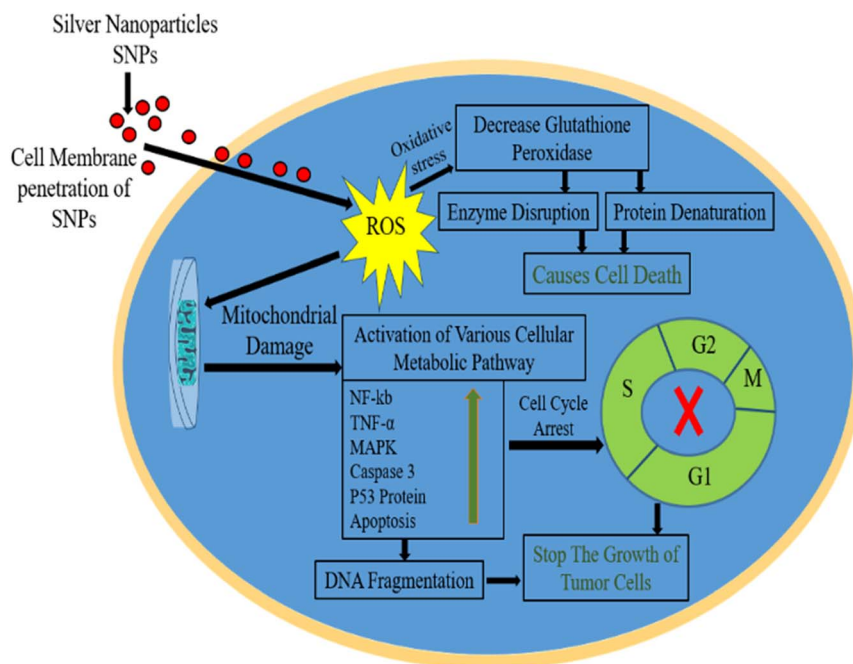 Silver Nanoparticles
SNPs
Cell Membrane
penetration of
SNPs
ROS
Oxidative
stress
Decrease Glutathione
Peroxidase
Enzyme Disruption
Protein Denaturation
Causes Cell Death
Mitochondrial
Damage
Activation of Various Cellular
Metabolic Pathway
NF-kb
TNF-α
MAPK
Caspase 3
P53 Protein
Apoptosis
Cell Cycle
Arrest
G2
S
M
X
G1
DNA Fragmentation
Stop The Growth of
Tumor Cells